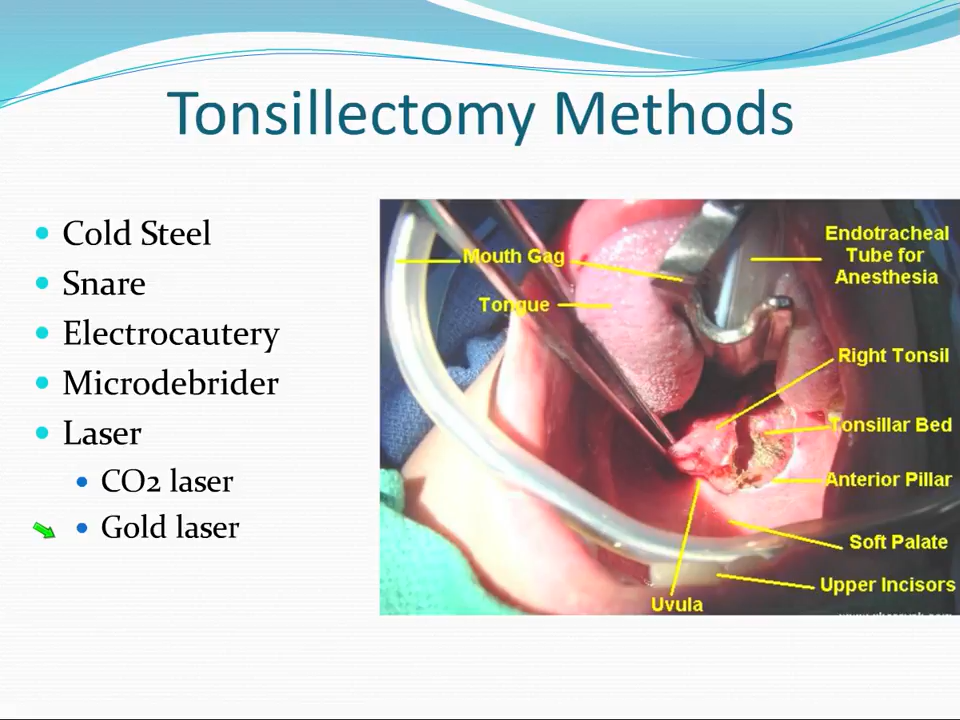 Tonsillectomy Methods
Cold Steel
Snare
Electrocautery
Microdebrider
Laser
CO2 laser
Gold laser
Mouth Gag
Tongue
Endotracheal
Tube for
Anesthesia
Right Tonsil
Tonsillar Bed
Anterior Pillar
Soft Palate
Upper Incisors
Uvula